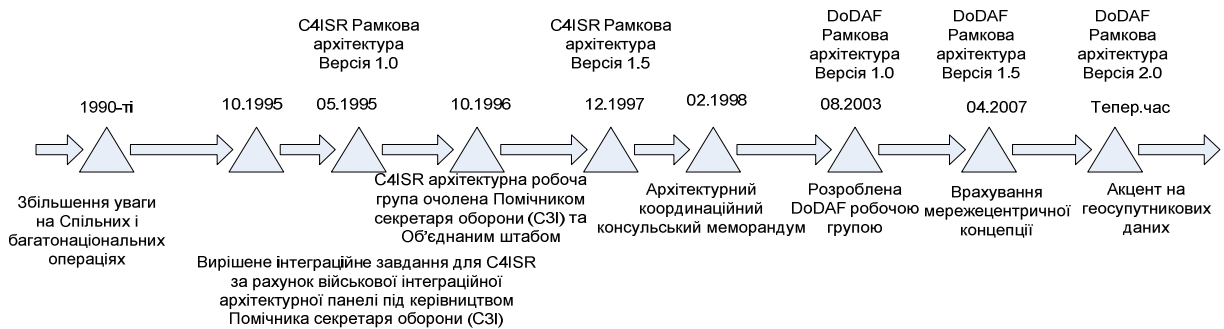 C4ISR Рамкова
архітектура
Версія 1.0
C4ISR Рамкова
архітектура
Версія 1.5
DoDAF
Рамкова
архітектура
Версія 1.0
DoDAF
Рамкова
архітектура
Версія 1.5
DoDAF
Рамкова
архітектура
Версія 2.0
1990-ті
10.1995
05.1995
10.1996
12.1997
02.1998
08.2003
04.2007
Тепер.час
Збільшення уваги
на Спільних і
багатонаціональних
операціях
Вирішене інтеграційне завдання для C4ISR
за рахунок військової інтеграційної
архітектурної панелі під керівництвом
Помічника секретаря оборони (C3I)
C4ISR архітектурна робоча
група очолена Помічником
секретаря оборони (C3I) та
Об’єднаним штабом
Архітектурний
координаційний
консульський меморандум
Розроблена
DoDAF робочою
групою
Врахування
мережецентричної
концепції
Акцент на
геосупутникових
даних